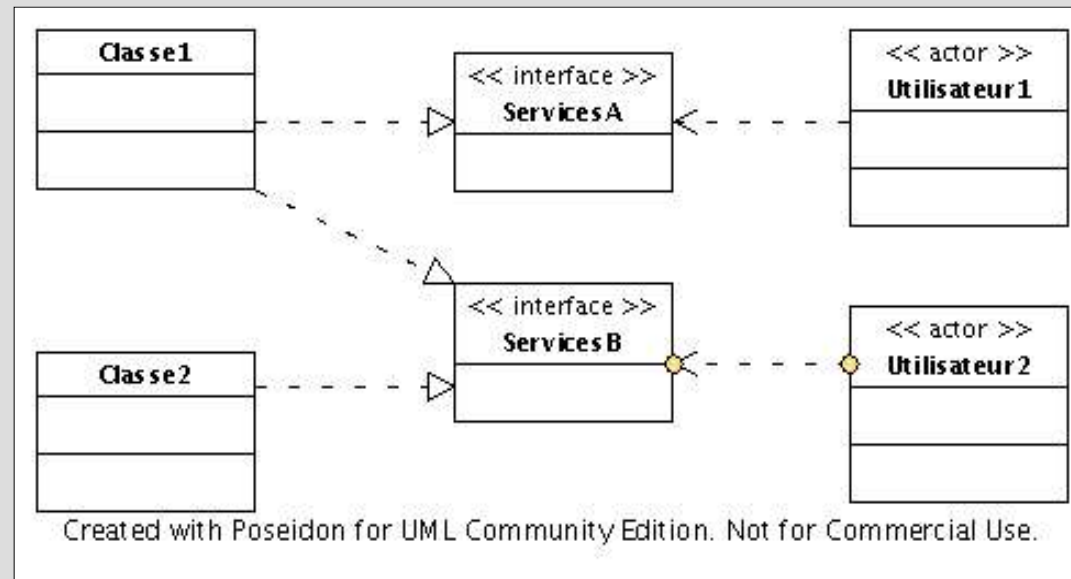 Classe1
<< interface >>
ServicesA
<< actor >>
Utilisateur1
<< interface >>
ServicesB
<< actor >>
Utilisateur2
Classe2
Created with Poseidon for UML Community Edition. Not for Commercial Use.